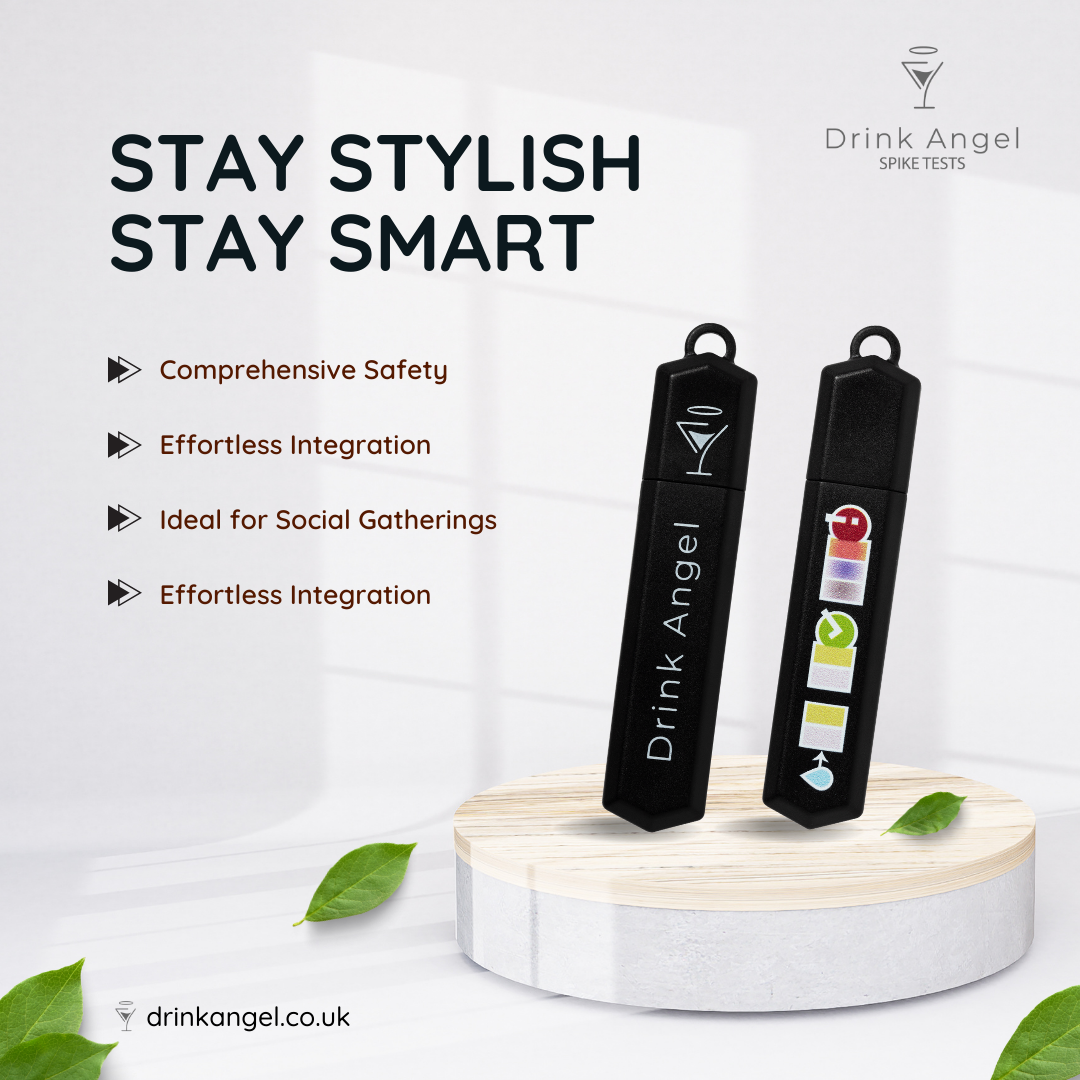 Drink Angel
SPIKE TESTS
STAY STYLISH
STAY SMART
Comprehensive Safety
Effortless Integration
Ideal for Social Gatherings
Effortless Integration
Drink Angel
drinkangel.co.uk